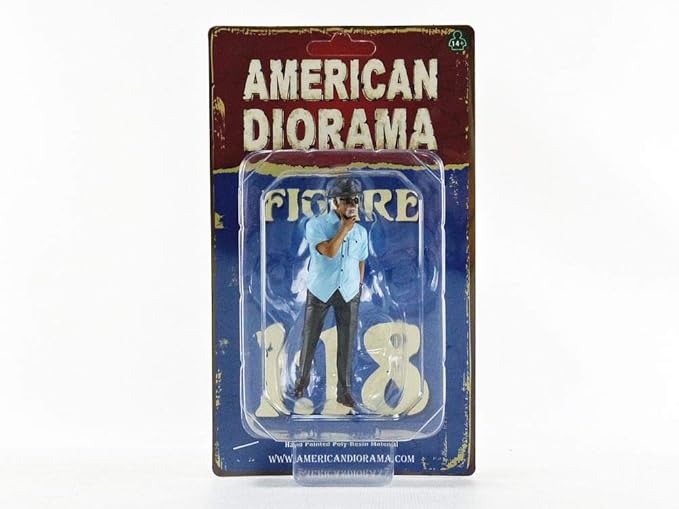 14+
AMERICAN
DIORAMA
FIGURE
1:18
Hand Painted Poly-Resin Material
WWW.AMERICANDIORAMA.COM